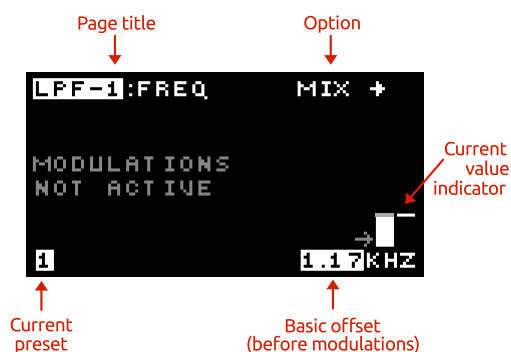 Page title
Option
LPF-1:FREQ MIX →
MODULATIONS
NOT ACTIVE
Current
value
indicator
→
1
1.17KHZ
Current
preset
Basic offset
(before modulations)